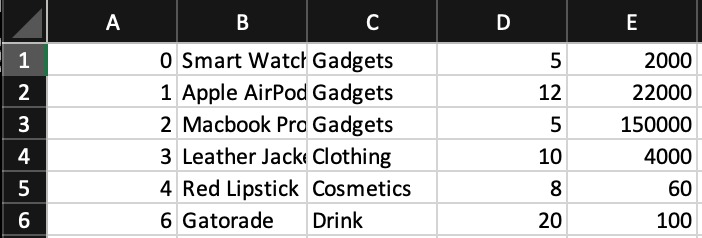 A B C D E
1 0 Smart Watch Gadgets 5 2000
2 1 Apple AirPod Gadgets 12 22000
3 2 Macbook Pro Gadgets 5 150000
4 3 Leather Jacke Clothing 10 4000
5 4 Red Lipstick Cosmetics 8 60
6 6 Gatorade Drink 20 100